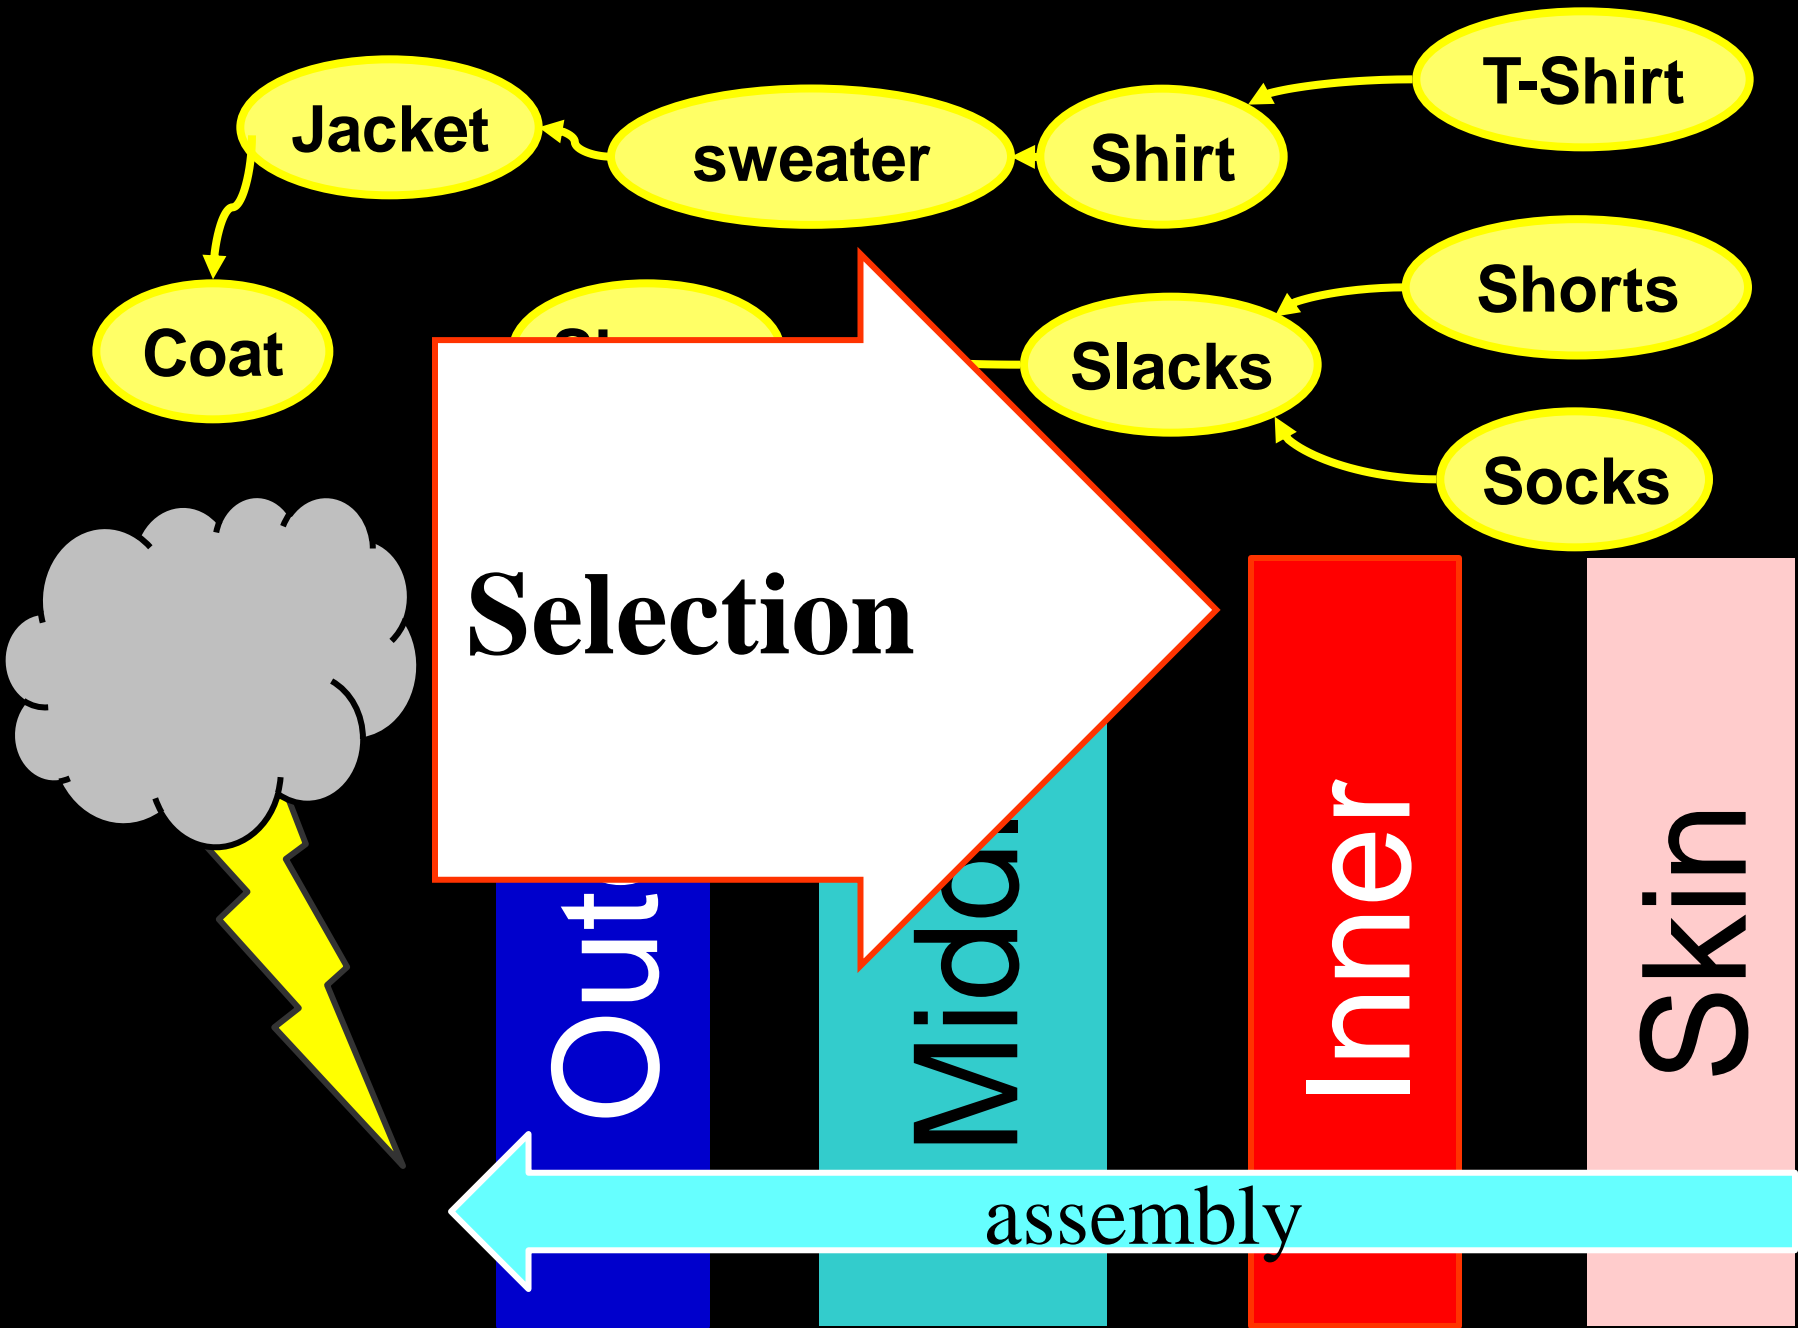 T-Shirt
Jacket
sweater
Shirt
Shorts
Coat
Slacks
Socks
Selection
Inner
Skin
assembly